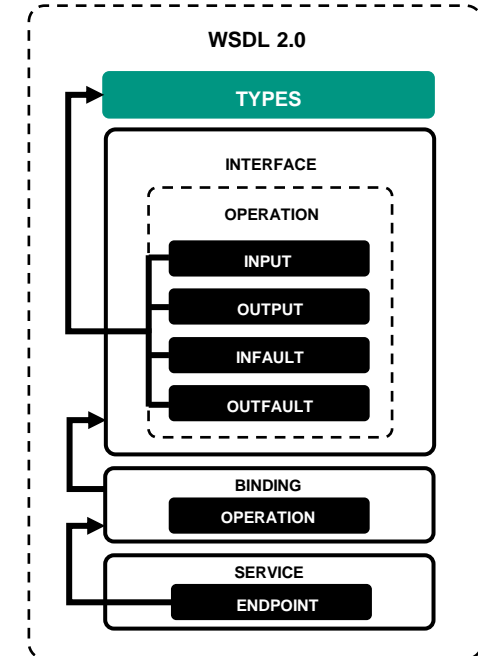 WSDL 2.0
TYPES
INTERFACE
OPERATION
INPUT
OUTPUT
INFAULT
OUTFAULT
BINDING
OPERATION
SERVICE
ENDPOINT